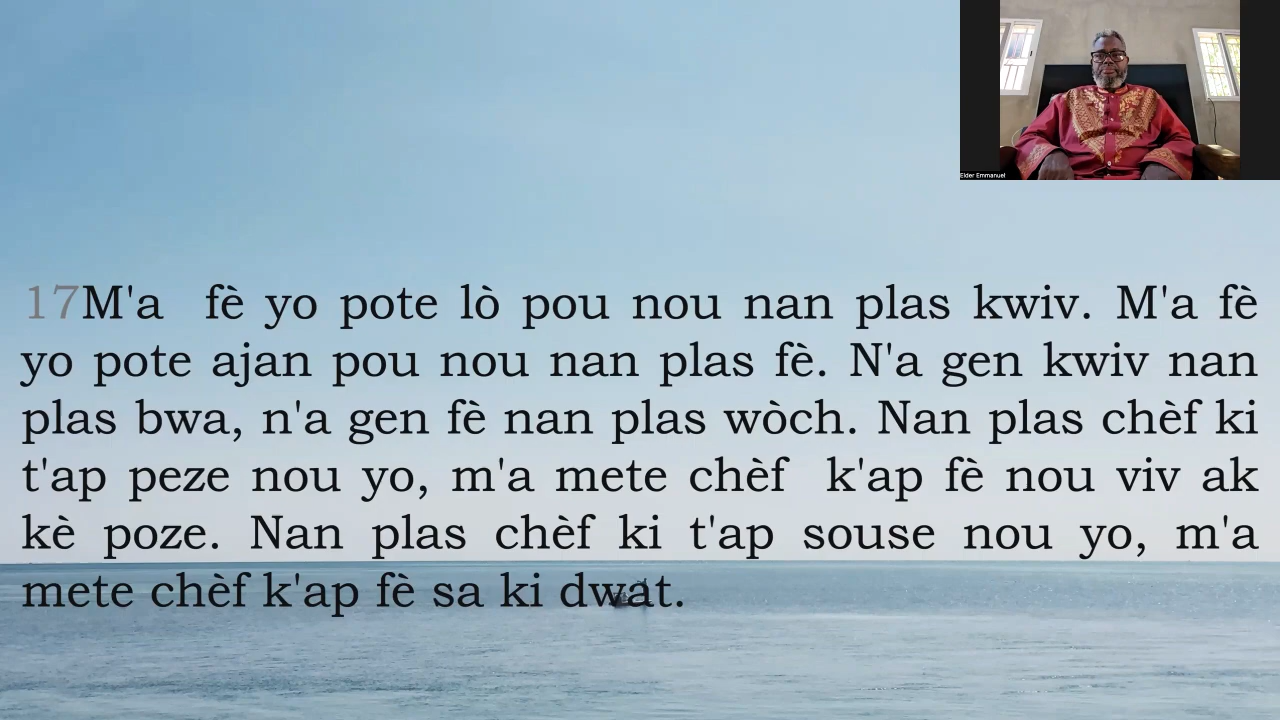 Elder Emmanuel
17M'a fè yo pote lò pou nou nan plas kwiv. M'a fè
yo pote ajan pou nou nan plas fè. N'a gen kwiv nan
plas bwa, n'a gen fè nan plas wòch. Nan plas chèf ki
t'ap peze nou yo, m'a mete chèf k'ap fè nou viv ak
kè poze. Nan plas chèf ki t'ap souse nou yo, m'a
mete chèf k'ap fè sa ki dwat.